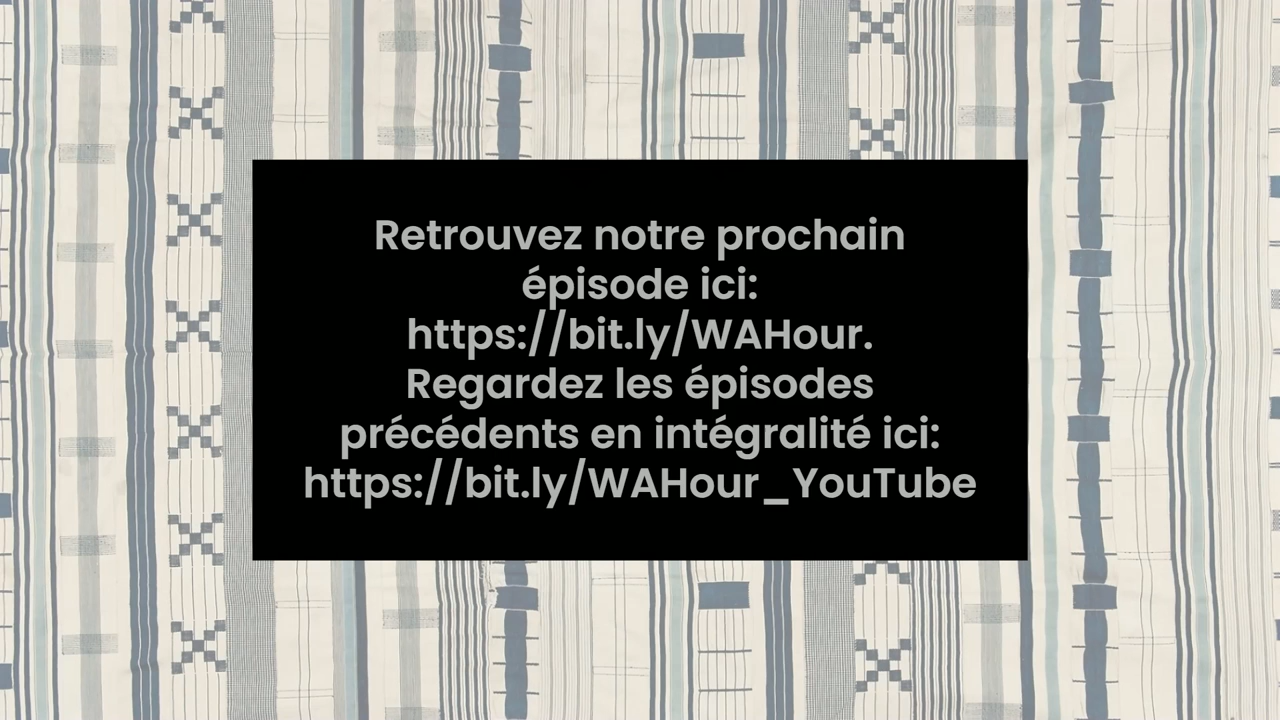 Retrouvez notre prochain
épisode ici:
https://bit.ly/WAHour.
Regardez les épisodes
précédents en intégralité ici:
https://bit.ly/WAHour_YouTube